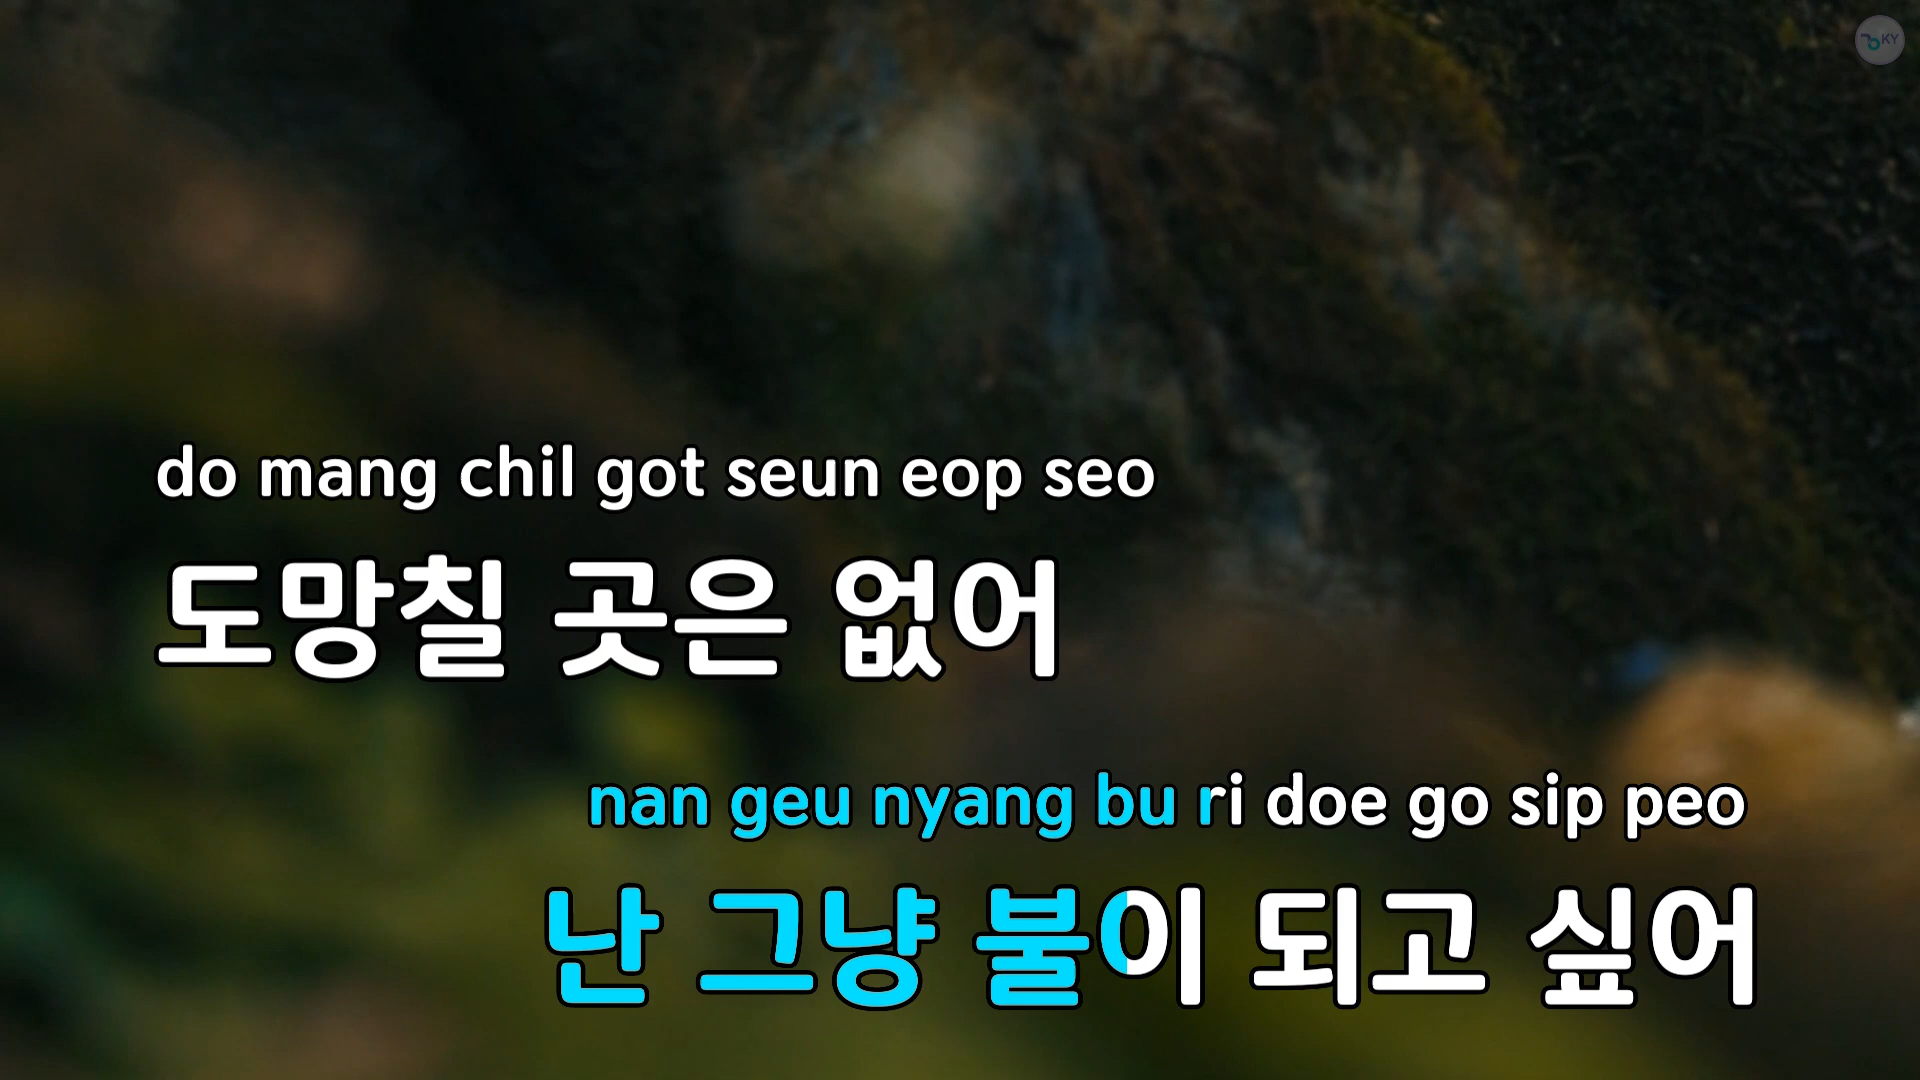 KY
do mang chil got seun eop seo
도망칠 곳은 없어
nan geu nyang bu ri doe go sip peo
난 그냥 불이 되고 싶어